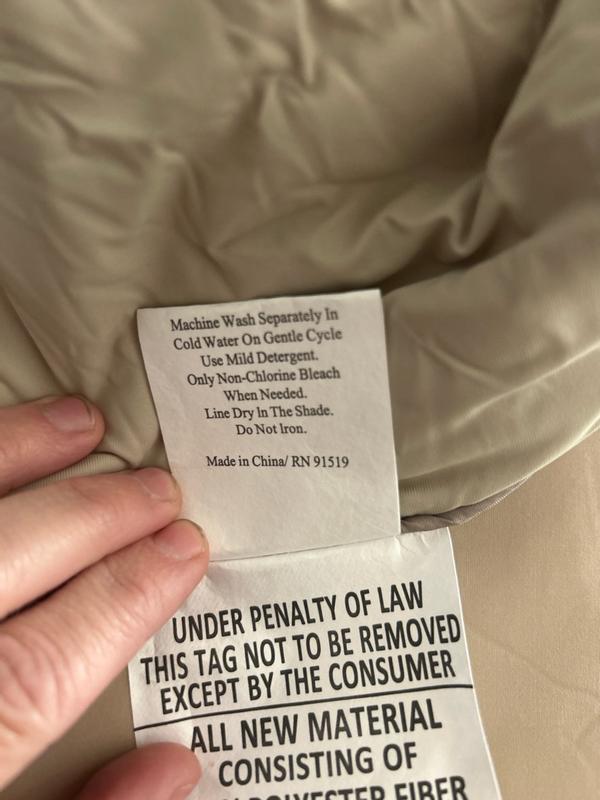 Machine Wash Separately In
Cold Water On Gentle Cycle
Use Mild Detergent.
Only Non-Chlorine Bleach
When Needed.
Line Dry In The Shade.
Do Not Iron.
Made in China/ RN 91519
UNDER PENALTY OF LAW
THIS TAG NOT TO BE REMOVED
EXCEPT BY THE CONSUMER
ALL NEW MATERIAL
CONSISTING OF
POLYESTER FIBER